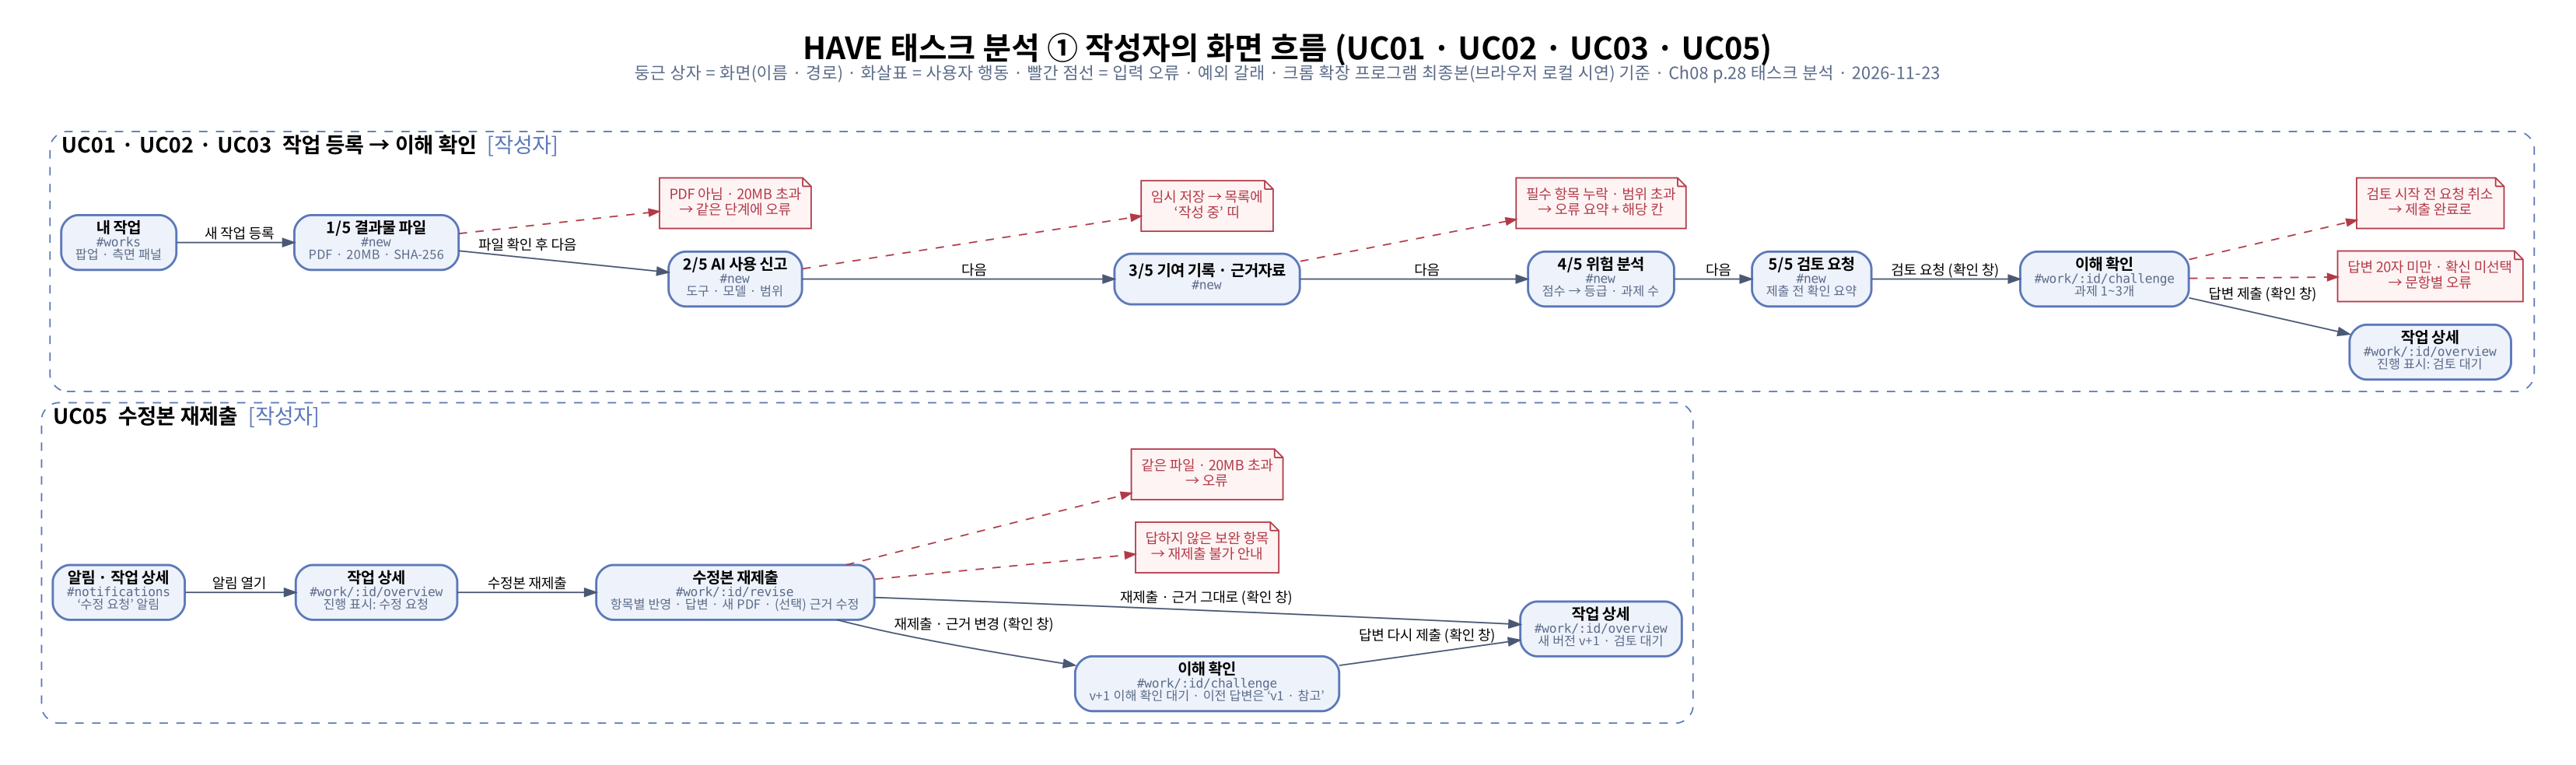 HAVE 태스크 분석 ① 작성자의 화면 흐름 (UC01 · UC02 · UC03 · UC05)
둥근 상자 = 화면(이름 · 경로) · 화살표 = 사용자 행동 · 빨간 점선 = 입력 오류 · 예외 갈래 · 크롬 확장 프로그램 최종본(브라우저 로컬 시연) 기준 · Ch08 p.28 태스크 분석 · 2026-11-23
UC01 · UC02 · UC03 작업 등록 → 이해 확인 [작성자]
내 작업
#works
팝업 · 측면 패널
새 작업 등록
1/5 결과물 파일
#new
PDF · 20MB · SHA-256
PDF 아님 · 20MB 초과
→ 같은 단계에 오류
파일 확인 후 다음
2/5 AI 사용 신고
#new
도구 · 모델 · 범위
임시 저장 → 목록에
‘작성 중’ 띠
다음
3/5 기여 기록 · 근거자료
#new
필수 항목 누락 · 범위 초과
→ 오류 요약 + 해당 칸
다음
4/5 위험 분석
#new
점수 → 등급 · 과제 수
다음
5/5 검토 요청
#new
제출 전 확인 요약
검토 요청 (확인 창)
이해 확인
#work/:id/challenge
과제 1~3개
검토 시작 전 요청 취소
→ 제출 완료로
답변 20자 미만 · 확신 미선택
→ 문항별 오류
답변 제출 (확인 창)
작업 상세
#work/:id/overview
진행 표시: 검토 대기
UC05 수정본 재제출 [작성자]
알림 · 작업 상세
#notifications
‘수정 요청’ 알림
알림 열기
작업 상세
#work/:id/overview
진행 표시: 수정 요청
수정본 재제출
수정본 재제출
#work/:id/revise
항목별 반영 · 답변 · 새 PDF · (선택) 근거 수정
같은 파일 · 20MB 초과
→ 오류
답하지 않은 보완 항목
→ 재제출 불가 안내
재제출 · 근거 그대로 (확인 창)
재제출 · 근거 변경 (확인 창)
이해 확인
#work/:id/challenge
v+1 이해 확인 대기 · 이전 답변은 ‘v1 · 참고’
답변 다시 제출 (확인 창)
작업 상세
#work/:id/overview
새 버전 v+1 · 검토 대기